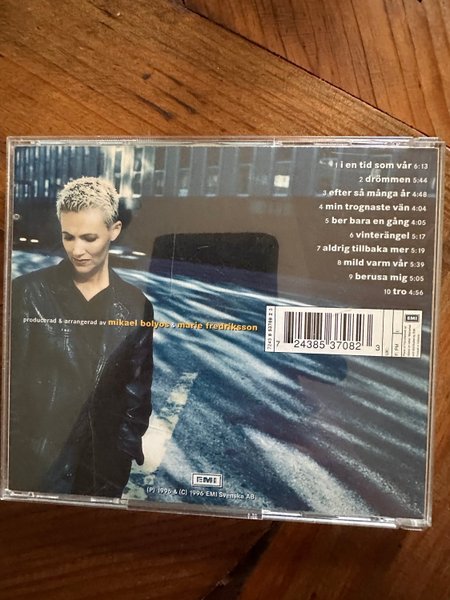 1 i en tid som vår 6:13
2 drömmen 5:44
3 efter så många år 4:48
4 min trognaste vän 4:04
5 ber bara en gång 4:05
6 vinterängel 5:17
7 aldrig tillbaka mer 5:19
8 mild varm vår 5:39
9 berusa mig 5:05
10 tro 4:56
producerad & arrangerad av mikael bolyos & marie fredriksson
7 24385 37082 3
EMI
EMI
(P) 1996 & (C) 1996 EMI Svenska AB